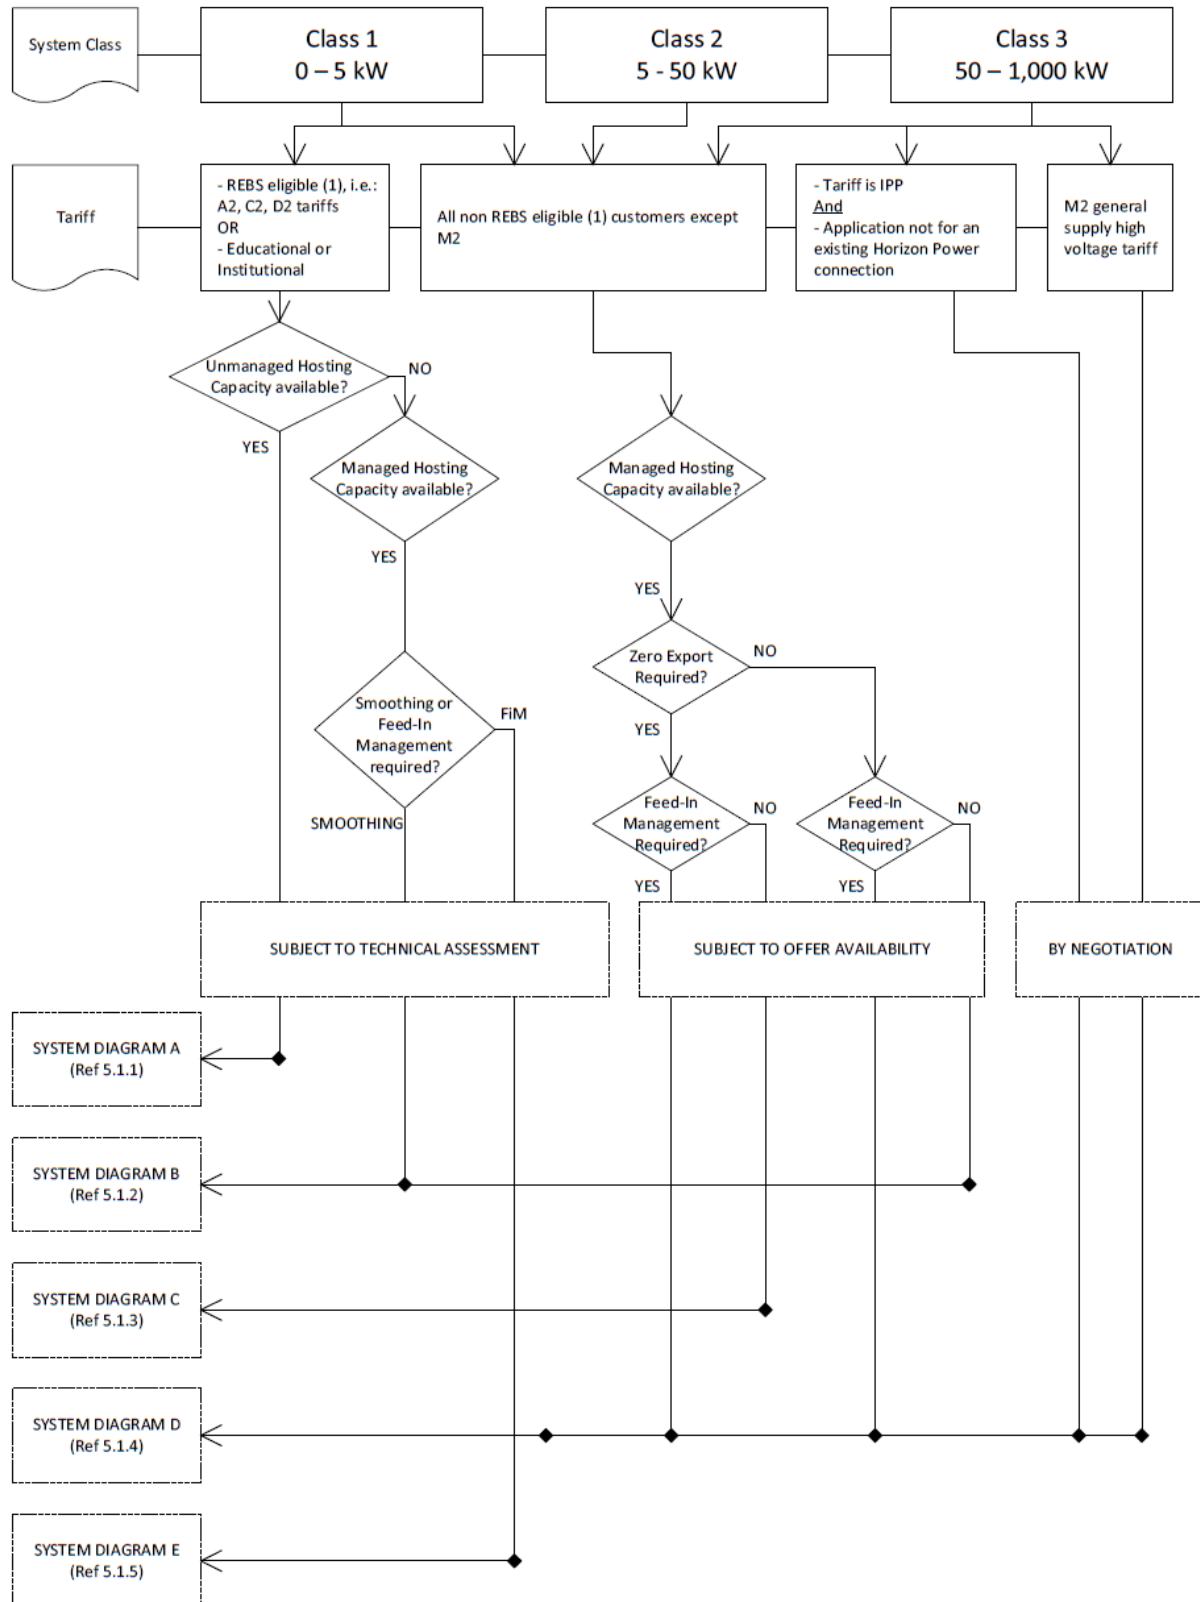 System Class
Class 1
0 – 5 kW
Class 2
5 - 50 kW
Class 3
50 – 1,000 kW
Tariff
- REBS eligible (1), i.e.:
A2, C2, D2 tariffs
OR
- Educational or
Institutional
All non REBS eligible (1) customers except
M2
- Tariff is IPP
And
- Application not for an
existing Horizon Power
connection
M2 general
supply high
voltage tariff
Unmanaged Hosting
Capacity available?
NO
YES
Managed Hosting
Capacity available?
YES
Managed Hosting
Capacity available?
YES
Zero Export
Required?
NO
YES
Smoothing or
Feed-In
Management
required?
FiM
SMOOTHING
Feed-In
Management
Required?
NO
YES
Feed-In
Management
Required?
NO
YES
SUBJECT TO TECHNICAL ASSESSMENT
SUBJECT TO OFFER AVAILABILITY
BY NEGOTIATION
SYSTEM DIAGRAM A
(Ref 5.1.1)
SYSTEM DIAGRAM B
(Ref 5.1.2)
SYSTEM DIAGRAM C
(Ref 5.1.3)
SYSTEM DIAGRAM D
(Ref 5.1.4)
SYSTEM DIAGRAM E
(Ref 5.1.5)